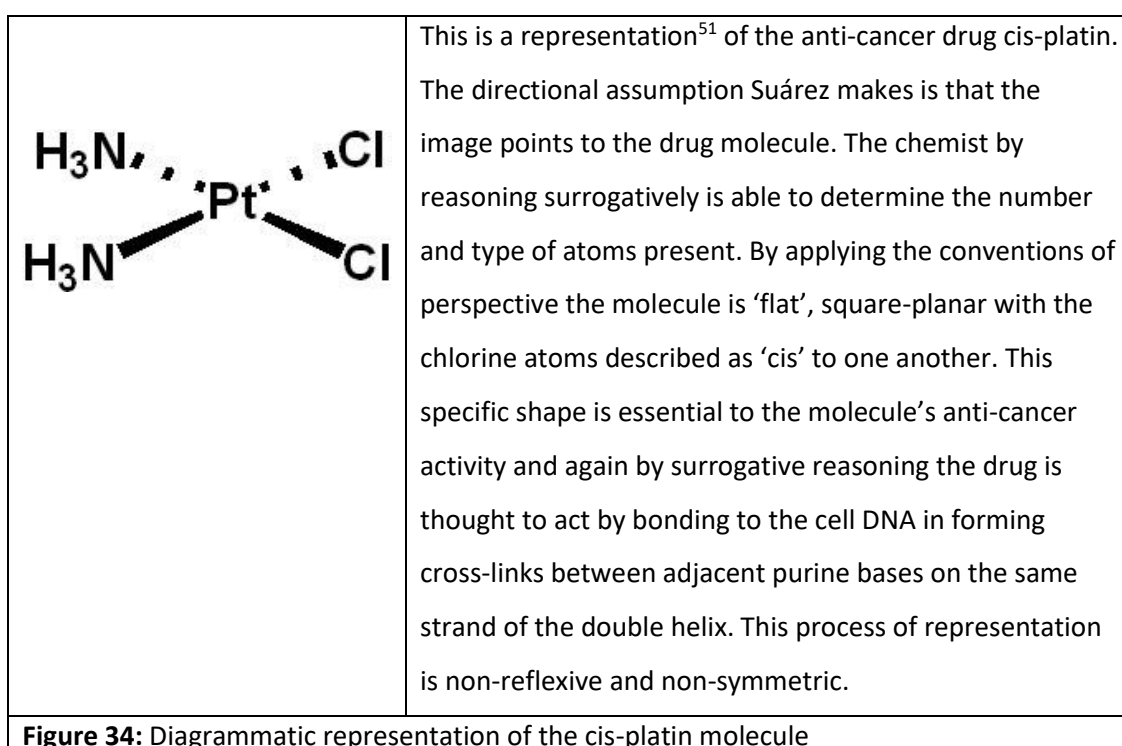 This is a representation⁵¹ of the anti-cancer drug cis-platin.
The directional assumption Suárez makes is that the
image points to the drug molecule. The chemist by
reasoning surrogatively is able to determine the number
and type of atoms present. By applying the conventions of
perspective the molecule is ‘flat’, square-planar with the
chlorine atoms described as ‘cis’ to one another. This
specific shape is essential to the molecule’s anti-cancer
activity and again by surrogative reasoning the drug is
thought to act by bonding to the cell DNA in forming
cross-links between adjacent purine bases on the same
strand of the double helix. This process of representation
is non-reflexive and non-symmetric.
H₃N Cl
Pt
H₃N Cl
Figure 34: Diagrammatic representation of the cis-platin molecule